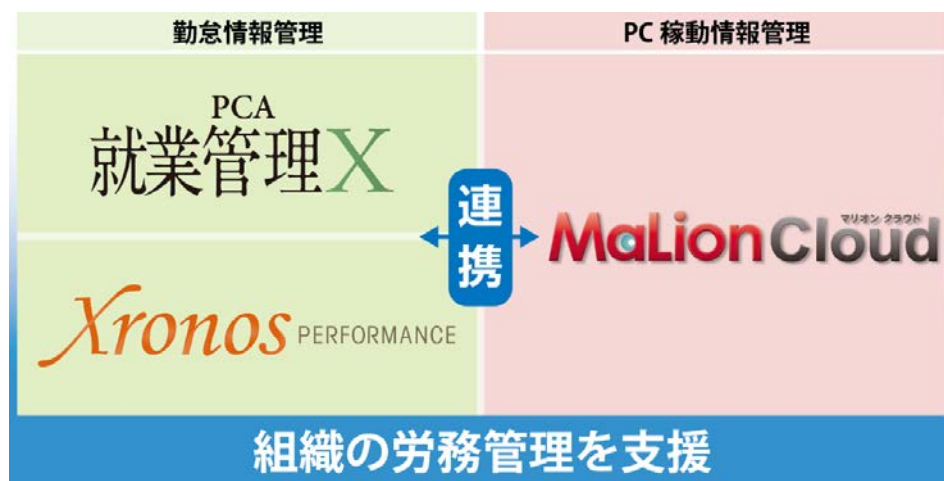 勤怠情報管理
PC 稼動情報管理
PCA
就業管理X
連携
マリオン クラウド
MaLionCloud
Xronos PERFORMANCE
組織の労務管理を支援